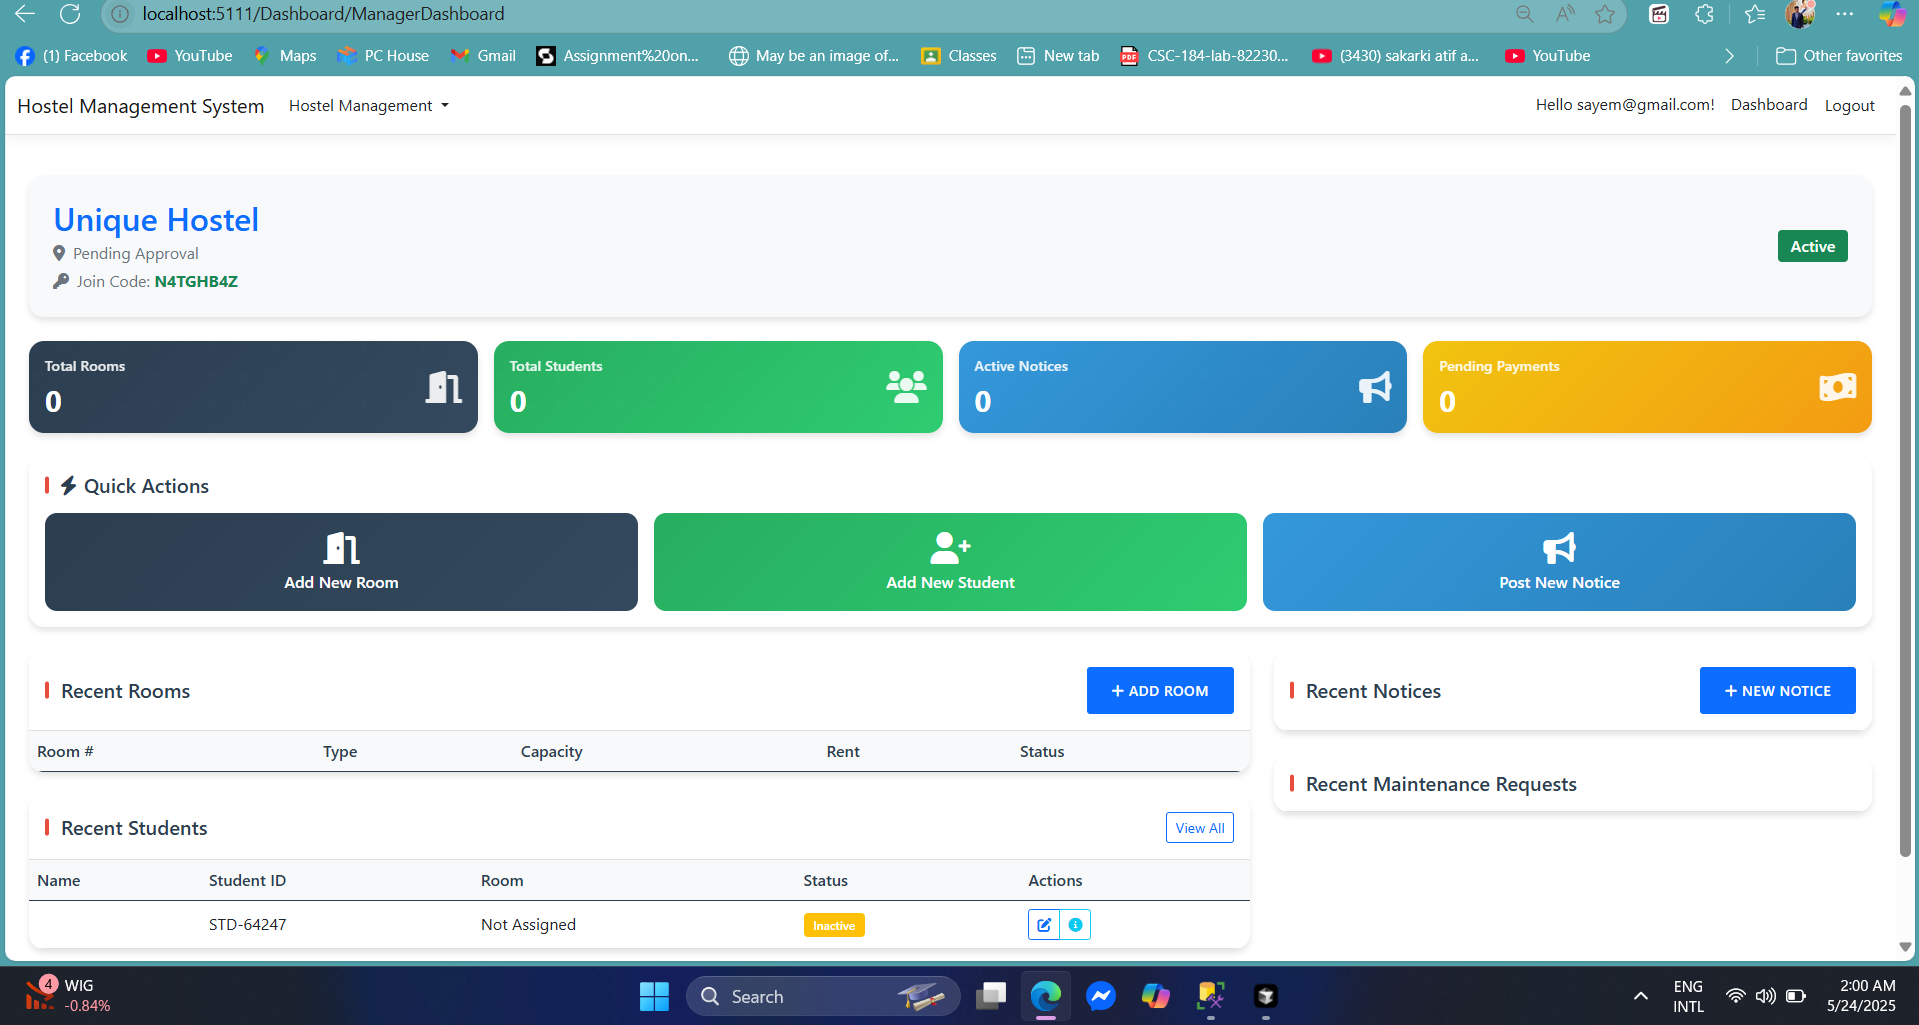 localhost:5111/Dashboard/ManagerDashboard
(1) Facebook YouTube Maps PC House Gmail Assignment%20on... May be an image of... Classes New tab CSC-184-lab-82230... (3430) sakarki atif a... YouTube Other favorites
Hostel Management System Hostel Management Hello sayem@gmail.com! Dashboard Logout
Unique Hostel
Pending Approval
Active
Join Code: N4TGHB4Z
Total Rooms
0
Total Students
0
Active Notices
0
Pending Payments
0
Quick Actions
Add New Room
Add New Student
Post New Notice
Recent Rooms + ADD ROOM
Room # Type Capacity Rent Status
Recent Students View All
Name Student ID Room Status Actions
STD-64247 Not Assigned Inactive
Recent Notices + NEW NOTICE
Recent Maintenance Requests
4
WIG
-0.84%
Search
ENG
INTL
2:00 AM
5/24/2025